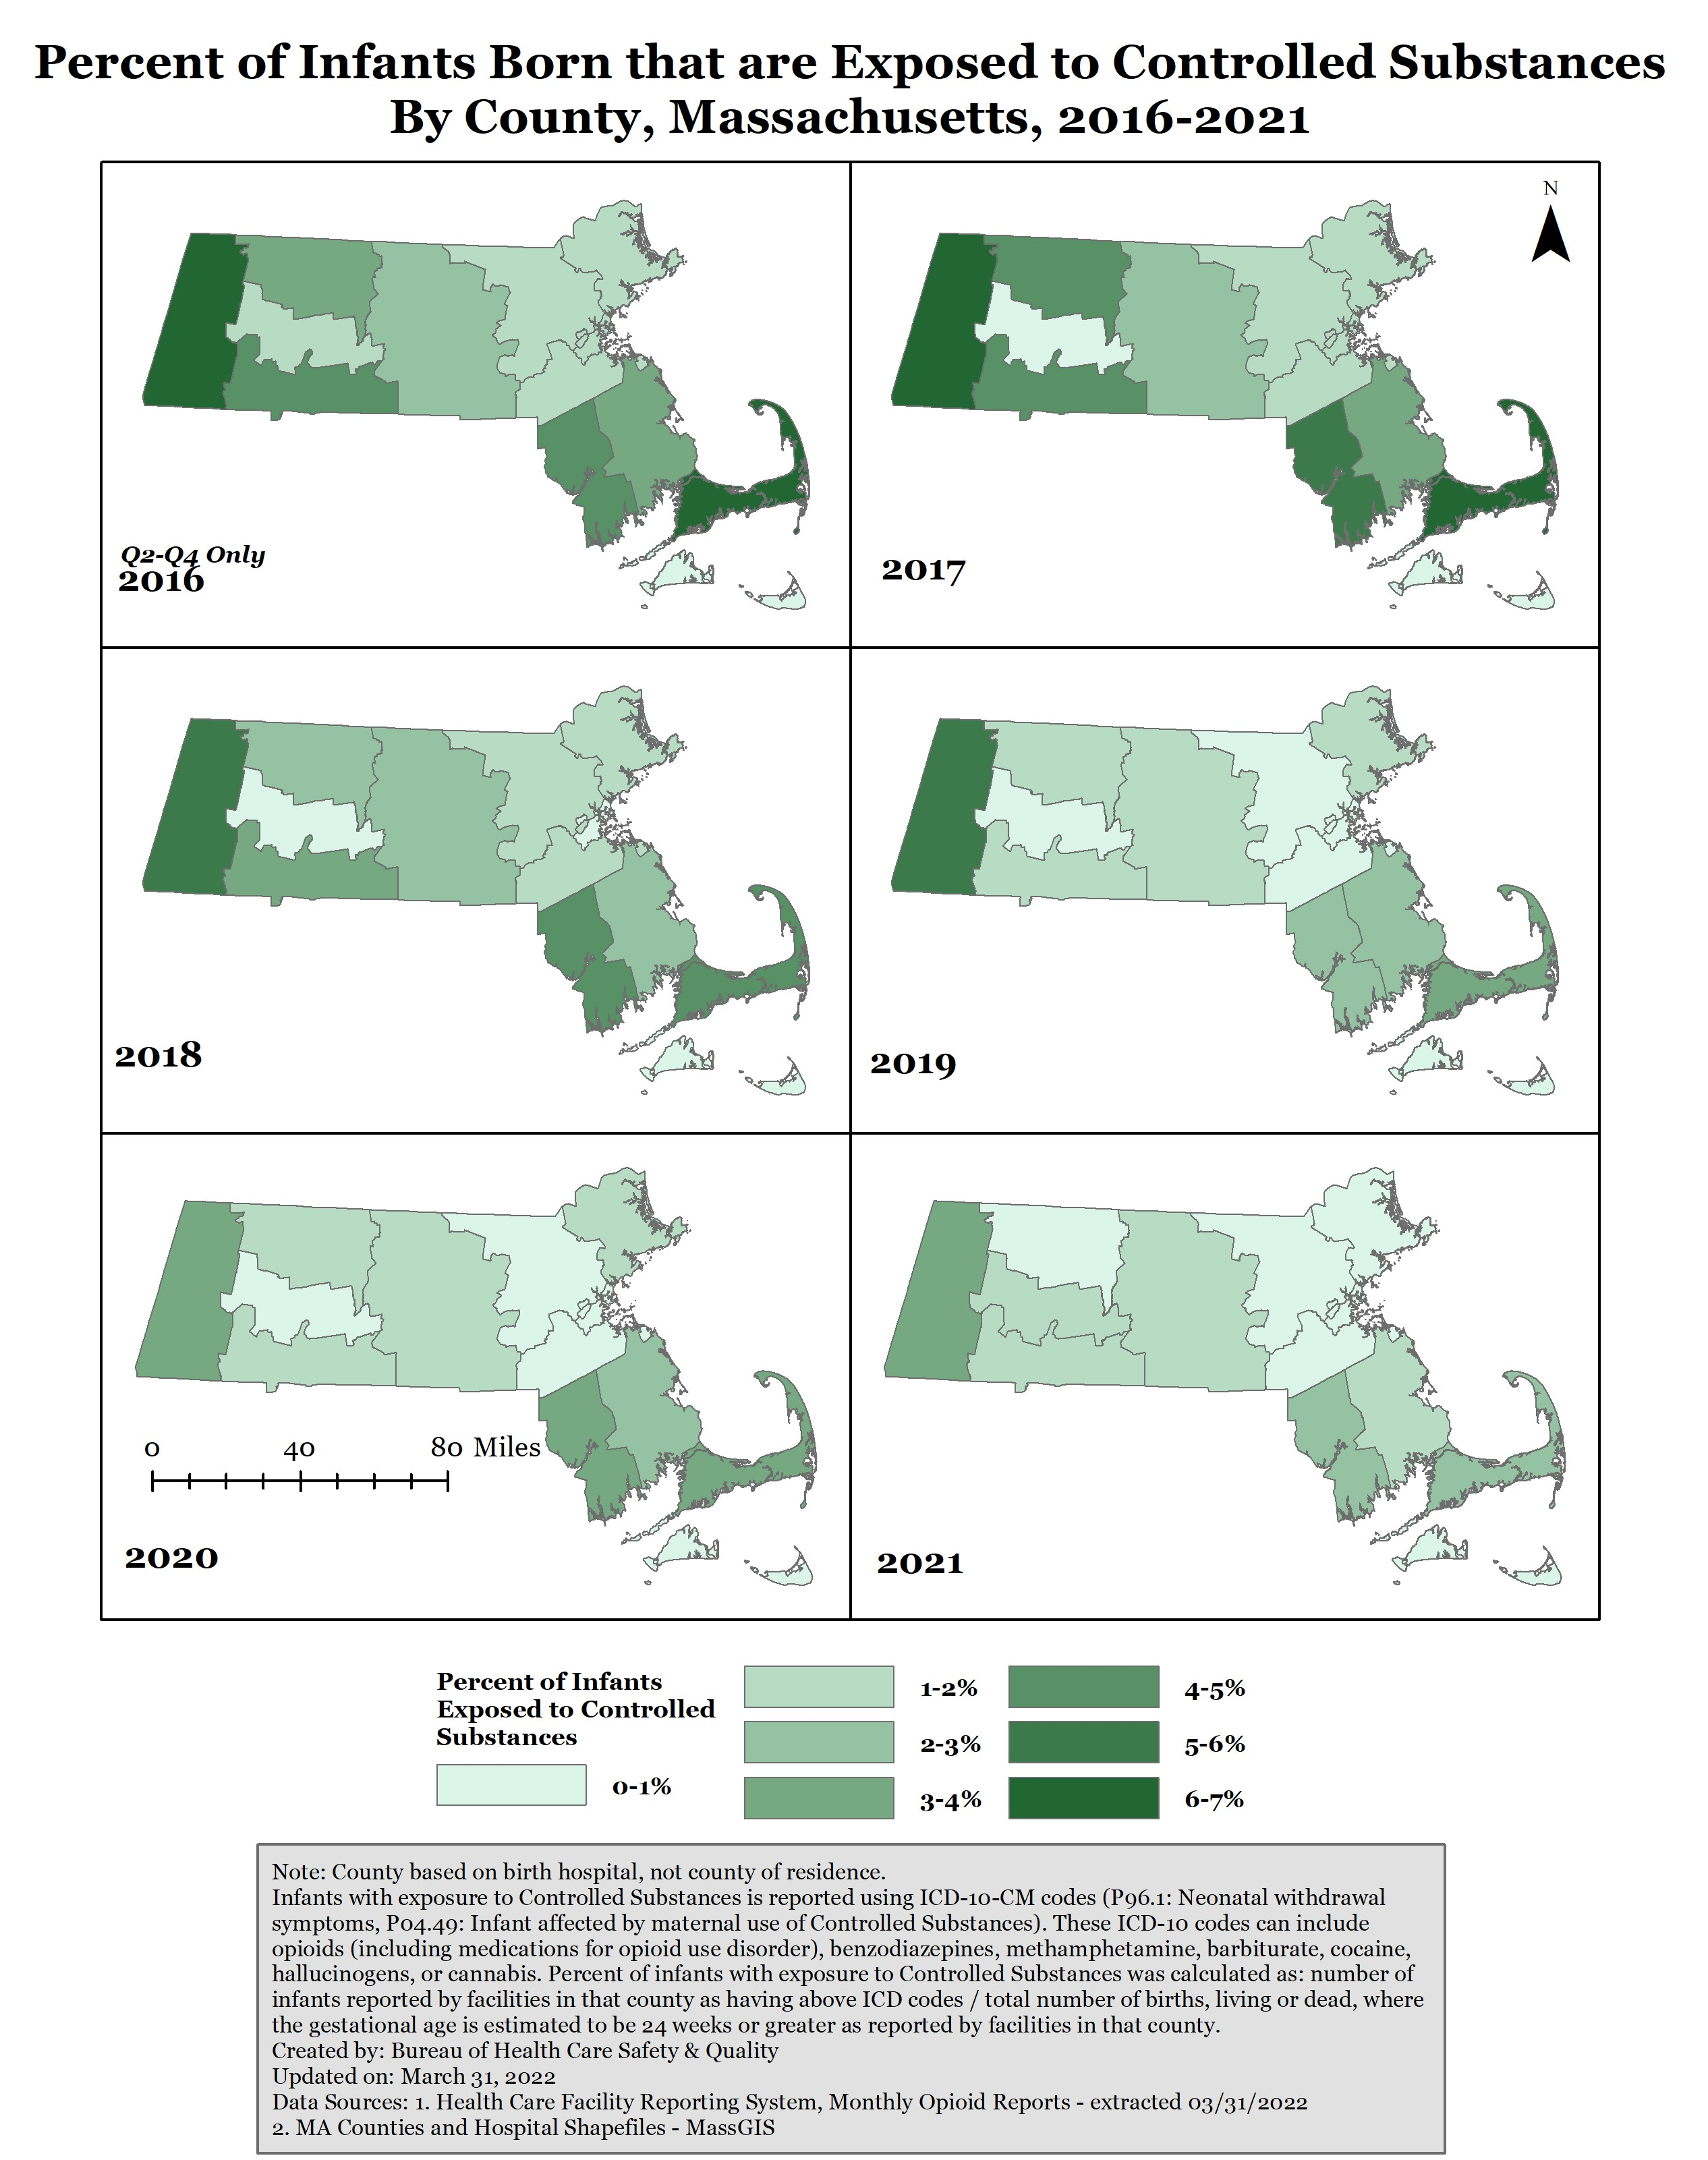 Percent of Infants Born that are Exposed to Controlled Substances
By County, Massachusetts, 2016-2021
N
Q2-Q4 Only
2016
2017
2018
2019
0 40 80 Miles
2020
2021
Percent of Infants
Exposed to Controlled
Substances
0-1%
1-2%
2-3%
3-4%
4-5%
5-6%
6-7%
Note: County based on birth hospital, not county of residence.
Infants with exposure to Controlled Substances is reported using ICD-10-CM codes (P96.1: Neonatal withdrawal
symptoms, P04.49: Infant affected by maternal use of Controlled Substances). These ICD-10 codes can include
opioids (including medications for opioid use disorder), benzodiazepines, methamphetamine, barbiturate, cocaine,
hallucinogens, or cannabis. Percent of infants with exposure to Controlled Substances was calculated as: number of
infants reported by facilities in that county as having above ICD codes / total number of births, living or dead, where
the gestational age is estimated to be 24 weeks or greater as reported by facilities in that county.
Created by: Bureau of Health Care Safety & Quality
Updated on: March 31, 2022
Data Sources: 1. Health Care Facility Reporting System, Monthly Opioid Reports - extracted 03/31/2022
2. MA Counties and Hospital Shapefiles - MassGIS